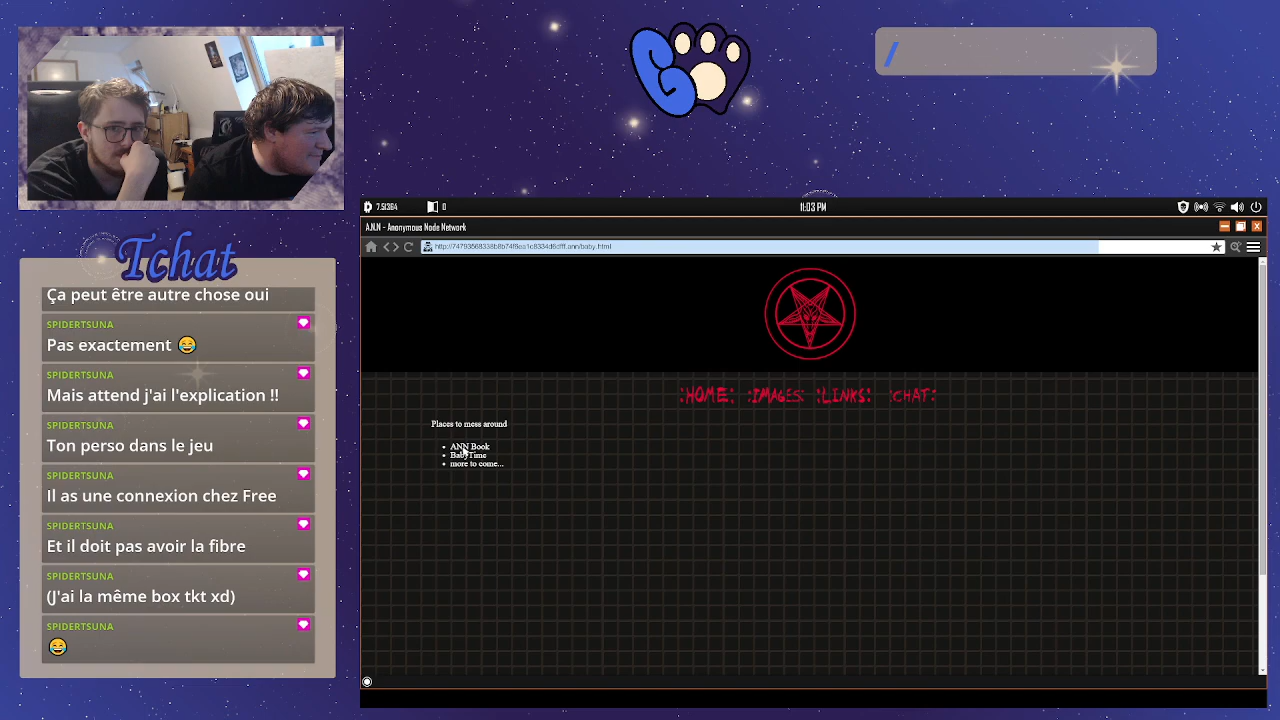 /
Tchat
Ça peut être autre chose oui
SPIDERTSUNA
Pas exactement 😂
SPIDERTSUNA
Mais attend j'ai l'explication !!
SPIDERTSUNA
Ton perso dans le jeu
SPIDERTSUNA
Il as une connexion chez Free
SPIDERTSUNA
Et il doit pas avoir la fibre
SPIDERTSUNA
(J'ai la même box tkt xd)
SPIDERTSUNA
😂
0
11:03 PM
A.N.N - Anonymous Node Network
:HOME: :IMAGES: :LINKS: :CHAT:
Places to mess around
• ANN Book
• BabyTime
• more to come...